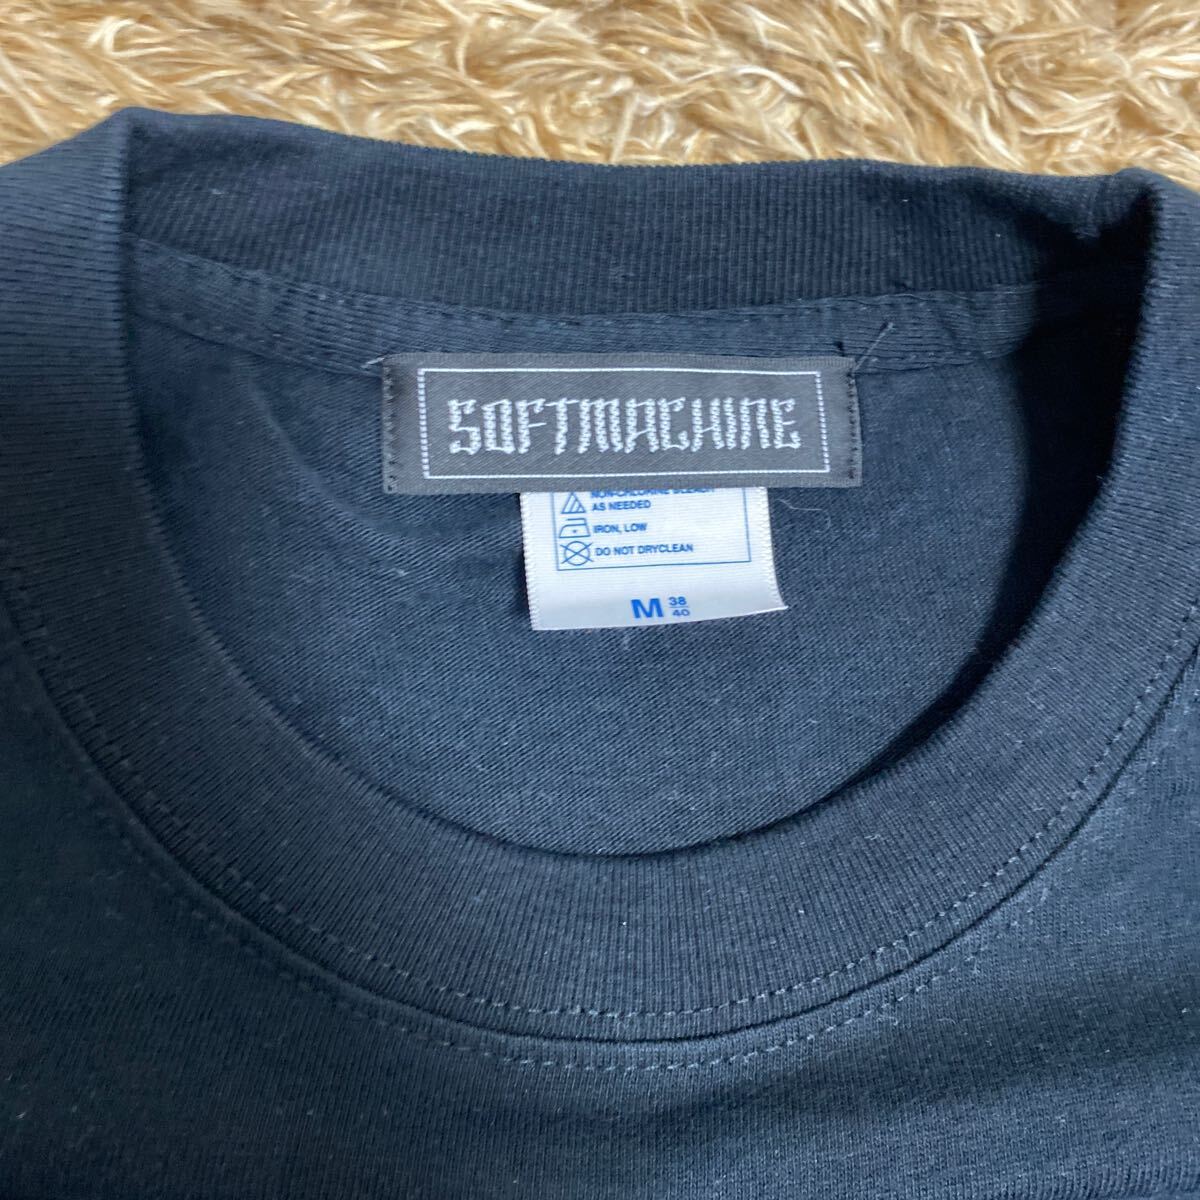 SOFTMACHINE
NON-CHLORINE BLEACH
AS NEEDED
IRON, LOW
DO NOT DRYCLEAN
M 38
40